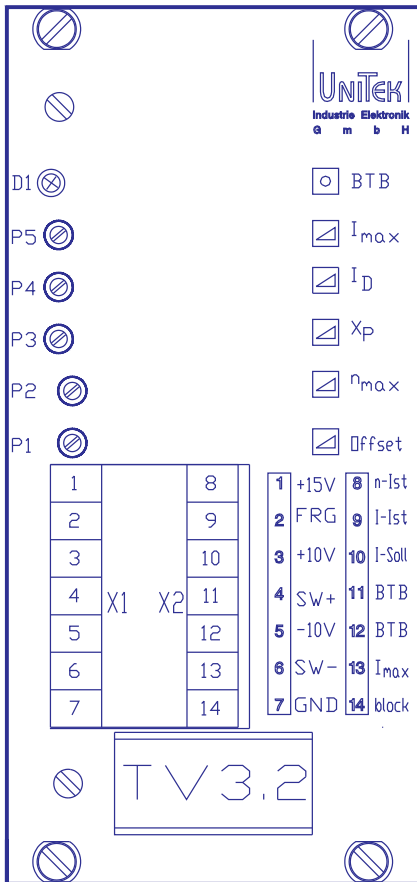 UNITEK
Industrie Elektronik
G m b H
D1 BTB
P5 Imax
P4 ID
P3 XP
P2 nmax
P1 Offset
1 8 1 +15V 8 n-Ist
2 9 2 FRG 9 I-Ist
3 10 3 +10V 10 I-Soll
4 X1 X2 11 4 SW+ 11 BTB
5 12 5 -10V 12 BTB
6 13 6 SW- 13 Imax
7 14 7 GND 14 block
TV3.2